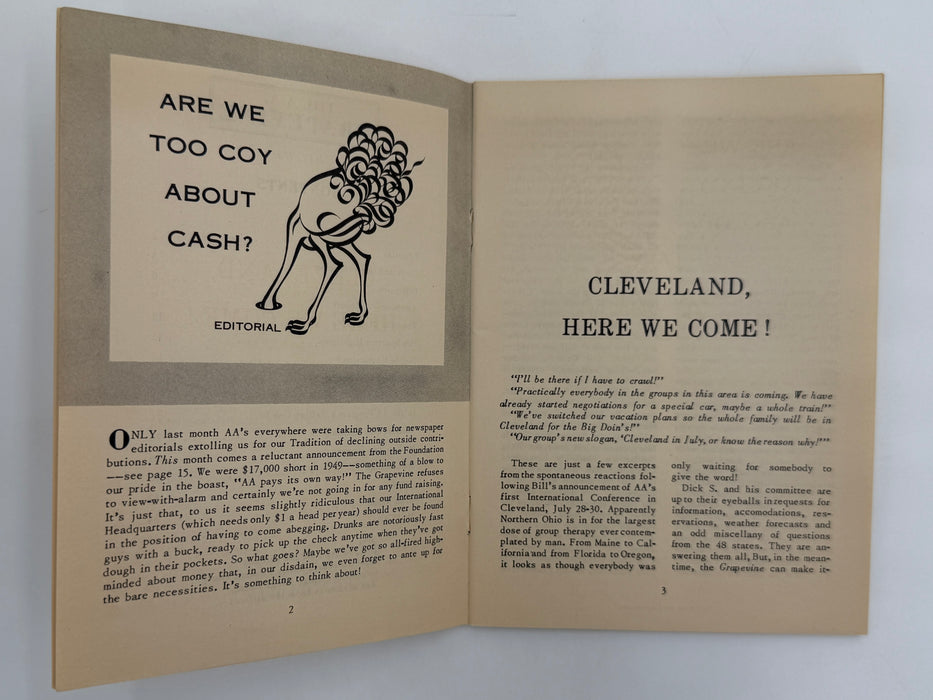 ARE WE
TOO COY
ABOUT
CASH?
EDITORIAL
ONLY last month AA's everywhere were taking bows for newspaper
editorials extolling us for our Tradition of declining outside contri-
butions. This month comes a reluctant announcement from the Foundation
—see page 15. We were $17,000 short in 1949—something of a blow to
our pride in the boast, "AA pays its own way!" The Grapevine refuses
to view-with-alarm and certainly we're not going in for any fund raising.
It's just that, to us it seems slightly ridiculous that our International
Headquarters (which needs only $1 a head per year) should ever be found
in the position of having to come abegging. Drunks are notoriously fast
guys with a buck, ready to pick up the check anytime when they've got
dough in their pockets. So what goes? Maybe we've got so all-fired high-
minded about money that, in our disdain, we even forget to ante up for
the bare necessities. It's something to think about!
2
CLEVELAND,
HERE WE COME!
"I'll be there if I have to crawl!"
"Practically everybody in the groups in this area is coming. We have
already started negotiations for a special car, maybe a whole train!"
"We've switched our vacation plans so the whole family will be in
Cleveland for the Big Doin's!"
"Our group's new slogan, 'Cleveland in July, or know the reason why!'"
These are just a few excerpts
from the spontaneous reactions fol-
lowing Bill's announcement of AA's
first International Conference in
Cleveland, July 28-30. Apparently
Northern Ohio is in for the largest
dose of group therapy ever contem-
plated by man. From Maine to Cal-
ifornia and from Florida to Oregon,
it looks as though everybody was
only waiting for somebody to
give the word!
Dick S. and his committee are
up to their eyeballs in requests for
information, accomodations, res-
ervations, weather forecasts and
an odd miscellany of questions
from the 48 states. They are an-
swering them all, But, in the mean-
time, the Grapevine can make it-
3